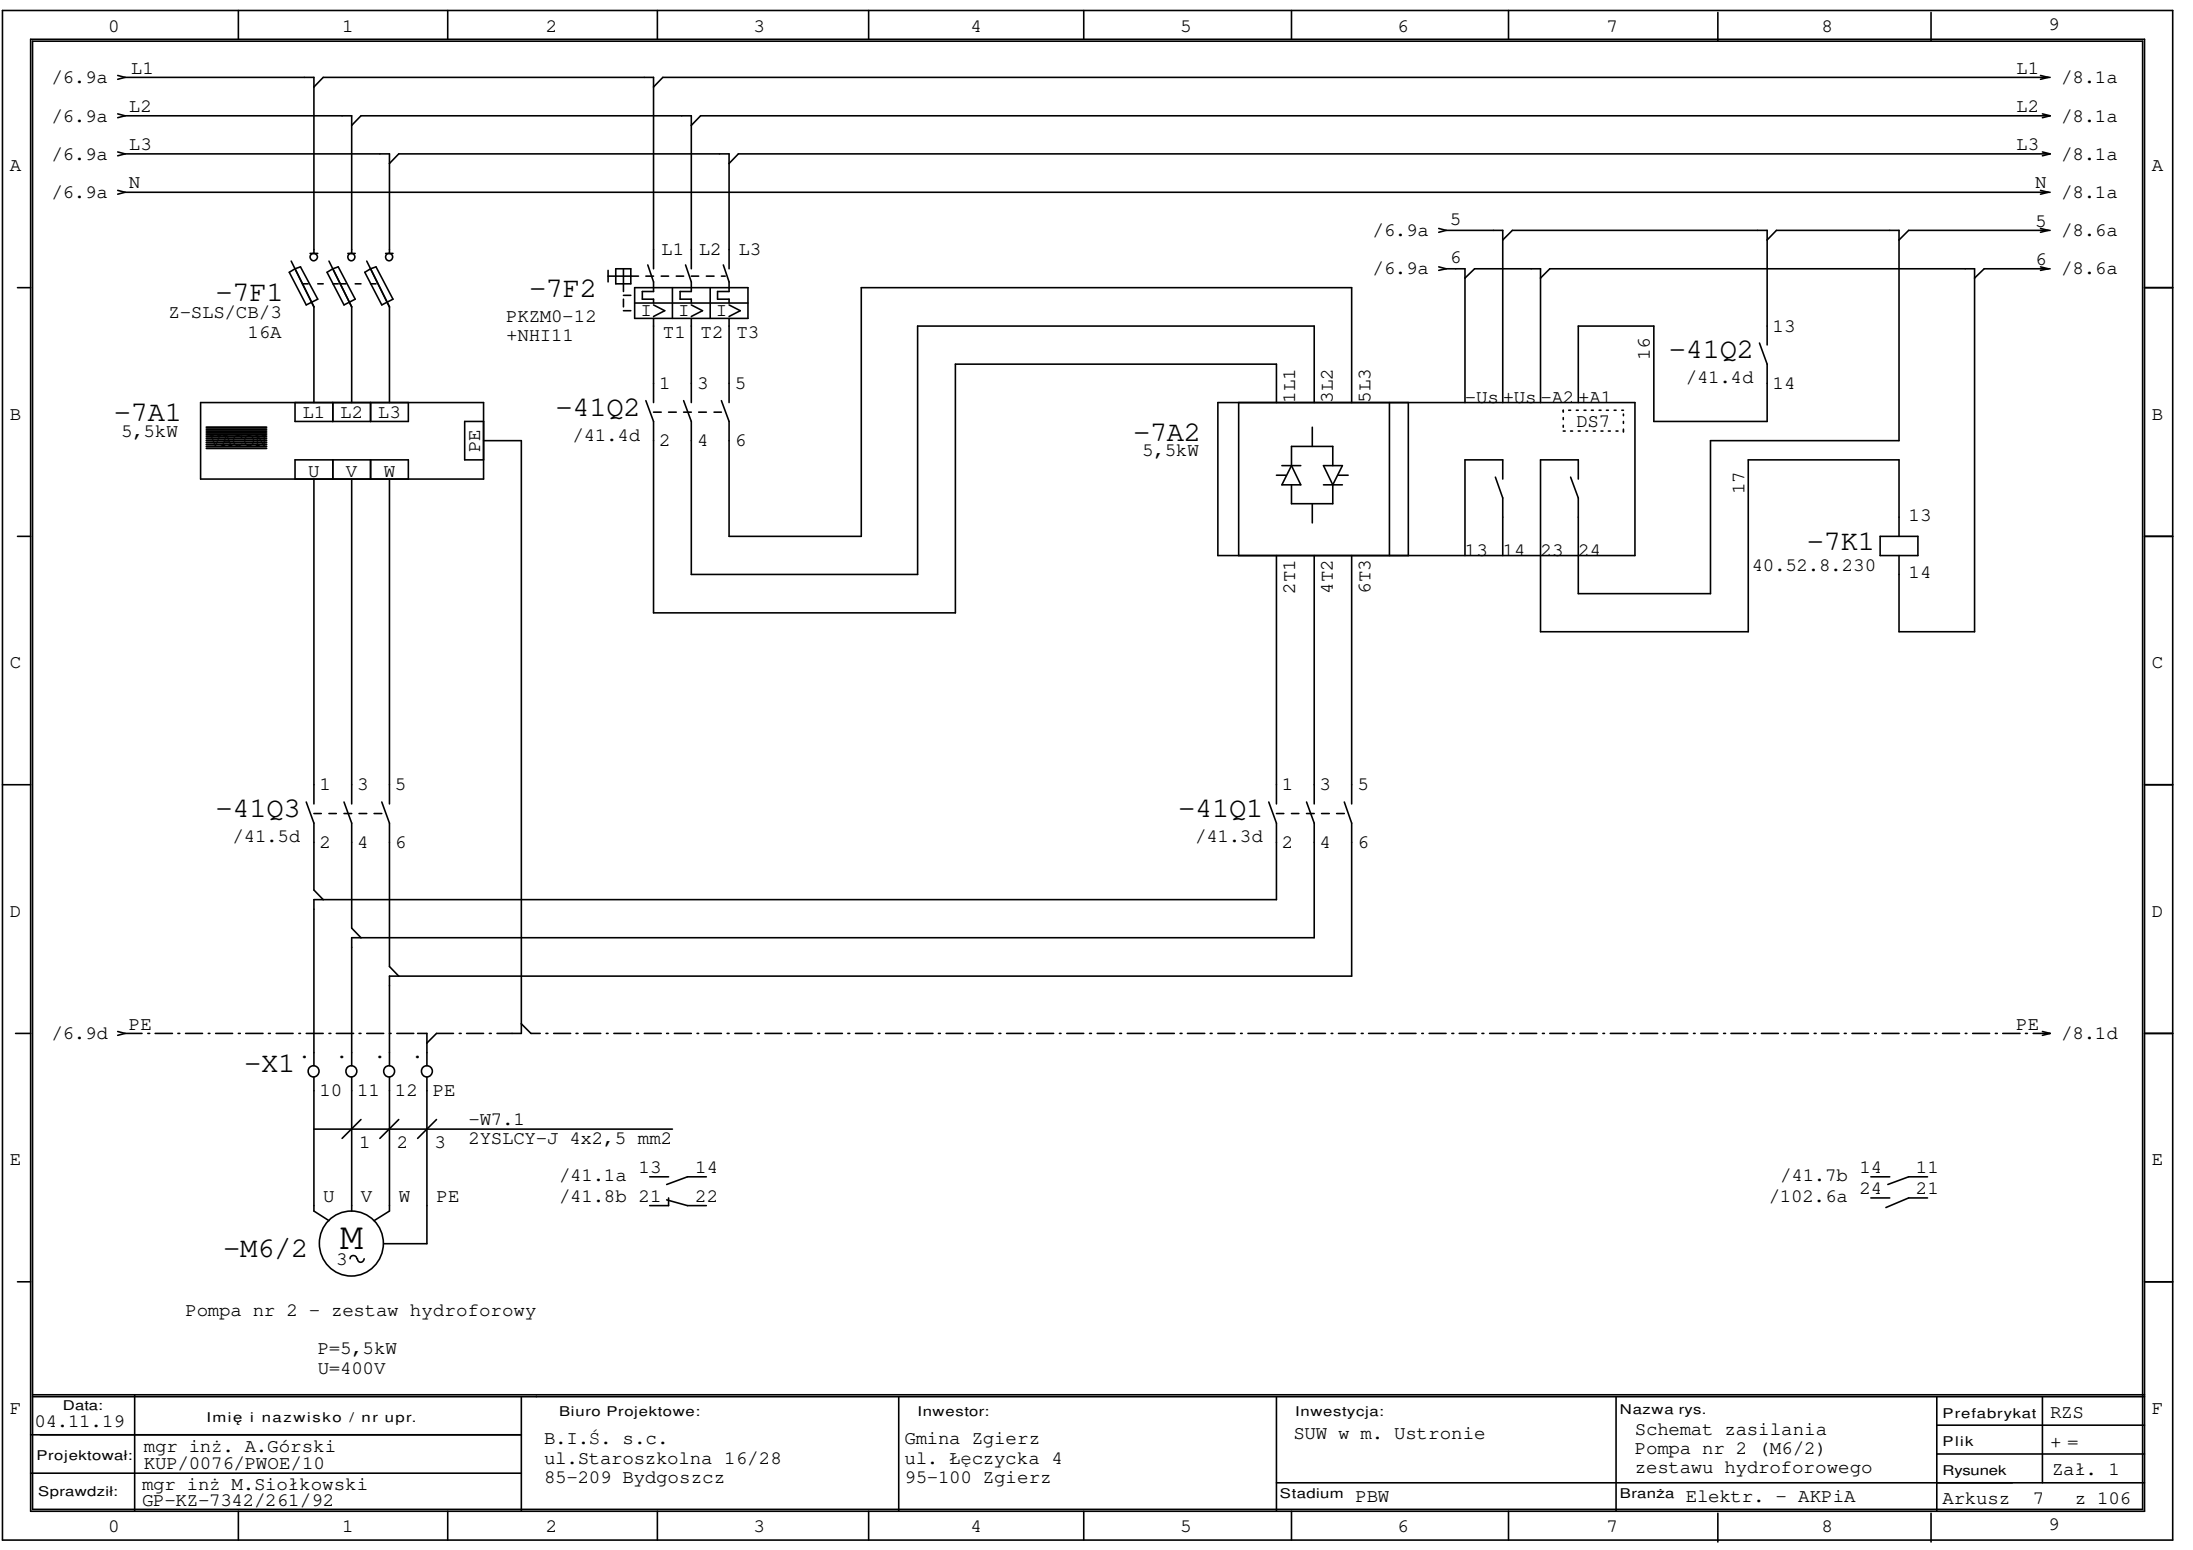 0 1 2 3 4 5 6 7 8 9
/6.9a L1 L1 /8.1a
/6.9a L2 L2 /8.1a
/6.9a L3 L3 /8.1a
A A
/6.9a N N /8.1a
/6.9a 5 5 /8.6a
/6.9a 6 6 /8.6a
L1 L2 L3
-7F1
Z-SLS/CB/3
16A
-7F2
PKZM0-12
+NHI11
I> I> I>
T1 T2 T3
16
-41Q2
/41.4d
13
14
B B
-7A1
5,5kW
L1 L2 L3
PE
U V W
-41Q2
/41.4d
1 3 5
2 4 6
-7A2
5,5kW
1L1 3L2 5L3
-Us +Us -A2 +A1
DS7
13 14 23 24
2T1 4T2 6T3
17
-7K1
40.52.8.230
13
14
C C
-41Q3
/41.5d
1 3 5
2 4 6
-41Q1
/41.3d
1 3 5
2 4 6
D D
/6.9d PE PE /8.1d
-X1
10 11 12 PE
-W7.1
2YSLCY-J 4x2,5 mm2
1 2 3
E E
/41.1a 13 14
/41.8b 21 22
/41.7b 14 11
/102.6a 24 21
U V W PE
-M6/2
M
3~
Pompa nr 2 - zestaw hydroforowy
P=5,5kW
U=400V
F F
Data:
04.11.19
Imię i nazwisko / nr upr.
Projektował:
mgr inż. A.Górski
KUP/0076/PWOE/10
Sprawdził:
mgr inż M.Siołkowski
GP-KZ-7342/261/92
Biuro Projektowe:
B.I.Ś. s.c.
ul.Staroszkolna 16/28
85-209 Bydgoszcz
Inwestor:
Gmina Zgierz
ul. Łęczycka 4
95-100 Zgierz
Inwestycja:
SUW w m. Ustronie
Stadium PBW
Nazwa rys.
Schemat zasilania
Pompa nr 2 (M6/2)
zestawu hydroforowego
Branża Elektr. - AKPiA
Prefabrykat RZS
Plik + =
Rysunek Zał. 1
Arkusz 7 z 106
0 1 2 3 4 5 6 7 8 9